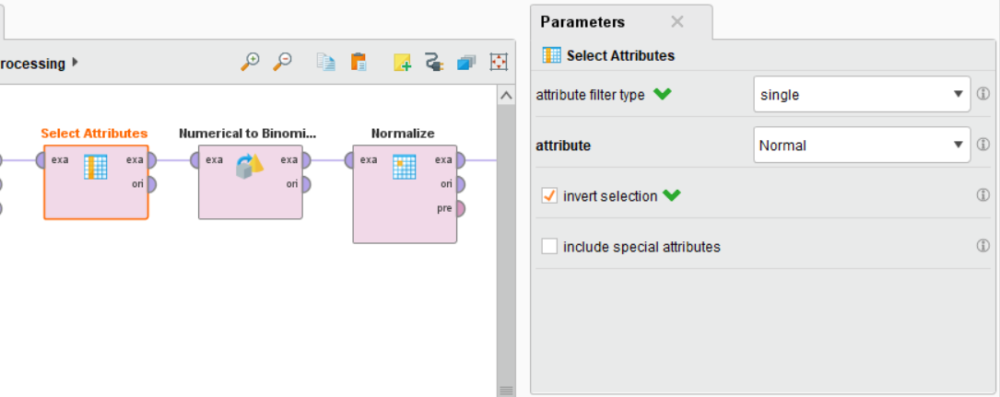 rocessing
Select Attributes
exa exa
ori
Numerical to Binomi...
exa exa
ori
Normalize
exa exa
ori
pre
Parameters
Select Attributes
attribute filter type single
attribute Normal
invert selection
include special attributes